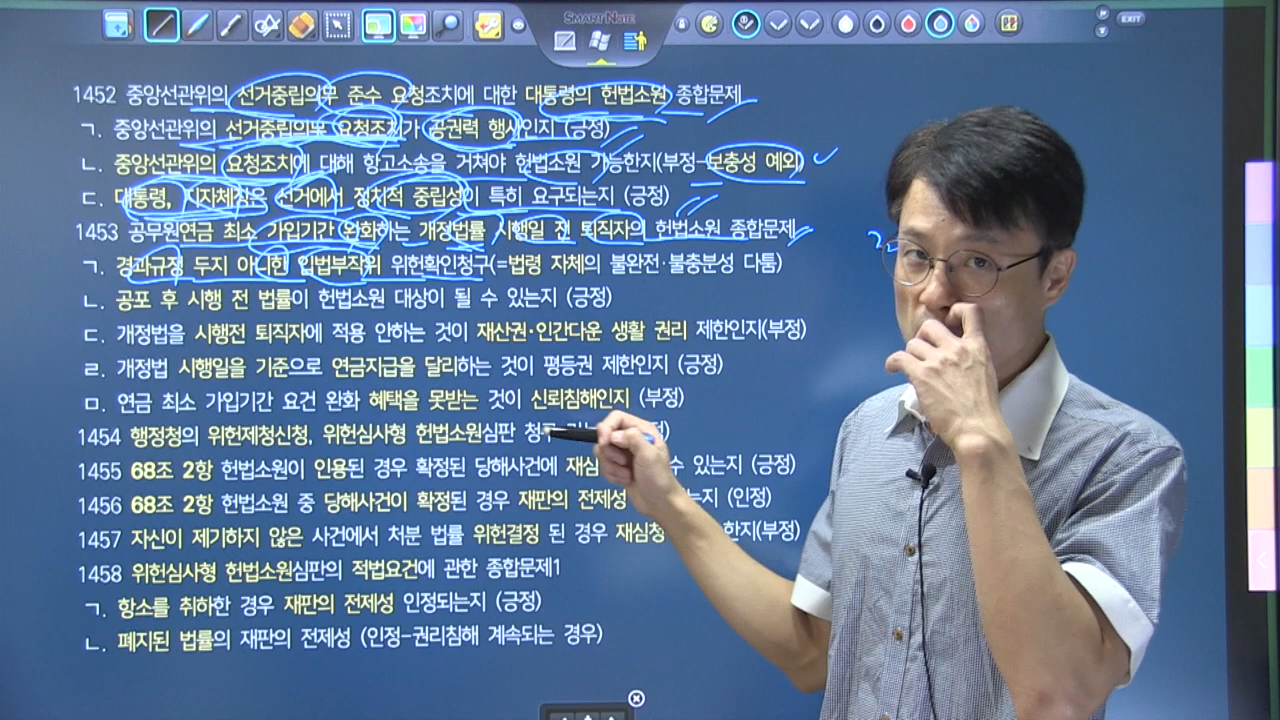 SMART NOTE
EXIT
1452 중앙선관위의 선거중립의무 준수 요청조치에 대한 대통령의 헌법소원 종합문제
ㄱ. 중앙선관위의 선거중립의무 요청조치가 공권력 행사인지 (긍정)
ㄴ. 중앙선관위의 요청조치에 대해 항고소송을 거쳐야 헌법소원 가능한지(부정-보충성 예외)
ㄷ. 대통령, 지자체장은 선거에서 정치적 중립성이 특히 요구되는지 (긍정)
1453 공무원연금 최소 가입기간 완화하는 개정법률 시행일 전 퇴직자의 헌법소원 종합문제
ㄱ. 경과규정 두지 아니한 입법부작위 위헌확인청구(=법령 자체의 불완전·불충분성 다툼)
ㄴ. 공포 후 시행 전 법률이 헌법소원 대상이 될 수 있는지 (긍정)
ㄷ. 개정법을 시행전 퇴직자에 적용 안하는 것이 재산권·인간다운 생활 권리 제한인지(부정)
ㄹ. 개정법 시행일을 기준으로 연금지급을 달리하는 것이 평등권 제한인지 (긍정)
ㅁ. 연금 최소 가입기간 요건 완화 혜택을 못받는 것이 신뢰침해인지 (부정)
1454 행정청의 위헌제청신청, 위헌심사형 헌법소원심판
1455 68조 2항 헌법소원이 인용된 경우 확정된 당해사건에 재심 수 있는지 (긍정)
1456 68조 2항 헌법소원 중 당해사건이 확정된 경우 재판의 전제성 는지 (인정)
1457 자신이 제기하지 않은 사건에서 처분 법률 위헌결정 된 경우 재심청 한지(부정)
1458 위헌심사형 헌법소원심판의 적법요건에 관한 종합문제1
ㄱ. 항소를 취하한 경우 재판의 전제성 인정되는지 (긍정)
ㄴ. 폐지된 법률의 재판의 전제성 (인정-권리침해 계속되는 경우)